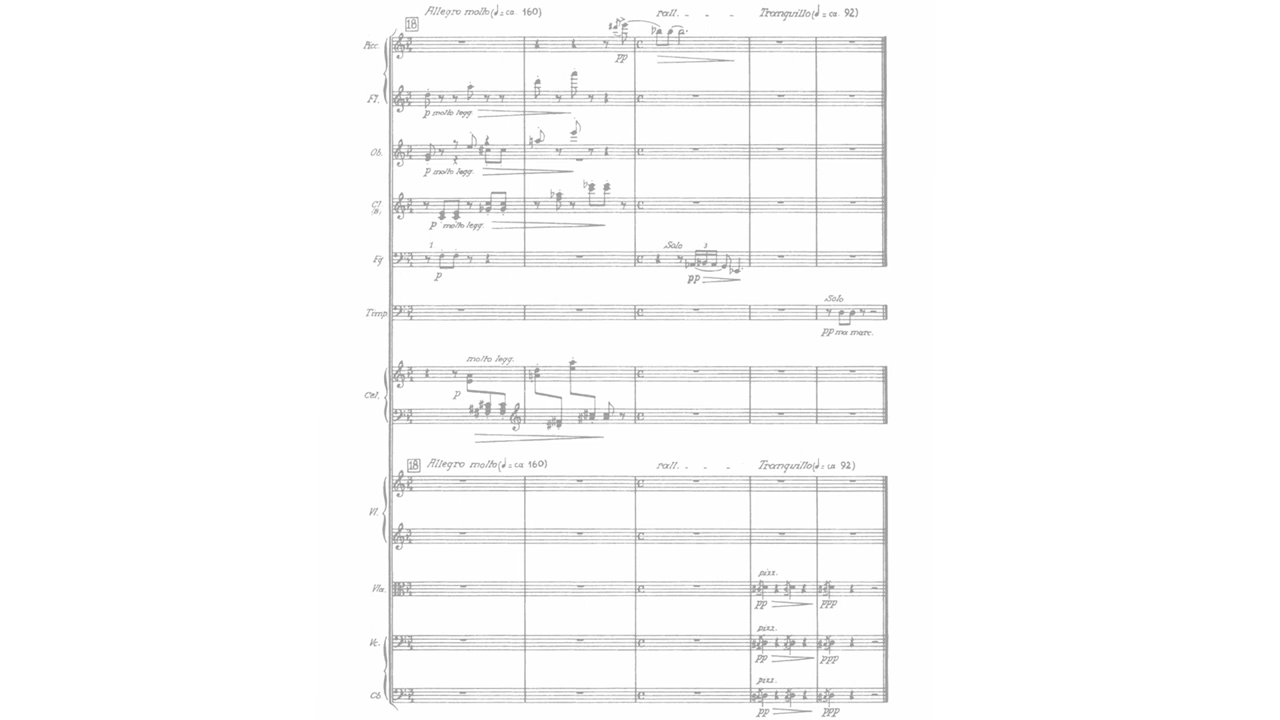 18 Allegro molto (♩= ca. 160) rall. - - - Tranquillo (♩= ca. 92)
Picc.
pp
Fl.
p molto legg.
Ob.
p molto legg.
Cl.
(B)
p molto legg.
1 Solo 3
Fg
p pp
Solo
Timp.
pp ma marc.
molto legg.
p
Cel.
18 Allegro molto (♩= ca 160) rall. - - - Tranquillo (♩= ca. 92)
Vl.
pizz.
Vla.
pp ppp
pizz.
Vc.
pp ppp
pizz.
Cb
pp ppp